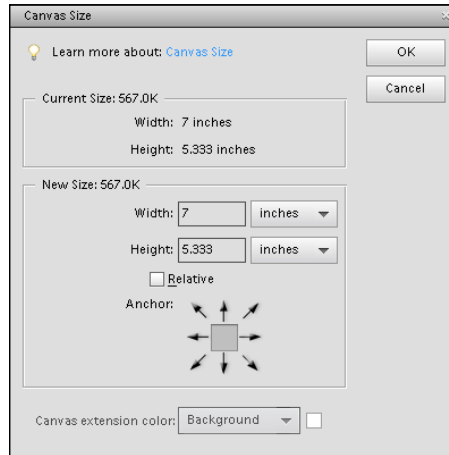 Canvas Size
Learn more about: Canvas Size
OK
Cancel
Current Size: 567.0K
Width: 7 inches
Height: 5.333 inches
New Size: 567.0K
Width: 7 inches
Height: 5.333 inches
Relative
Anchor:
Canvas extension color: Background